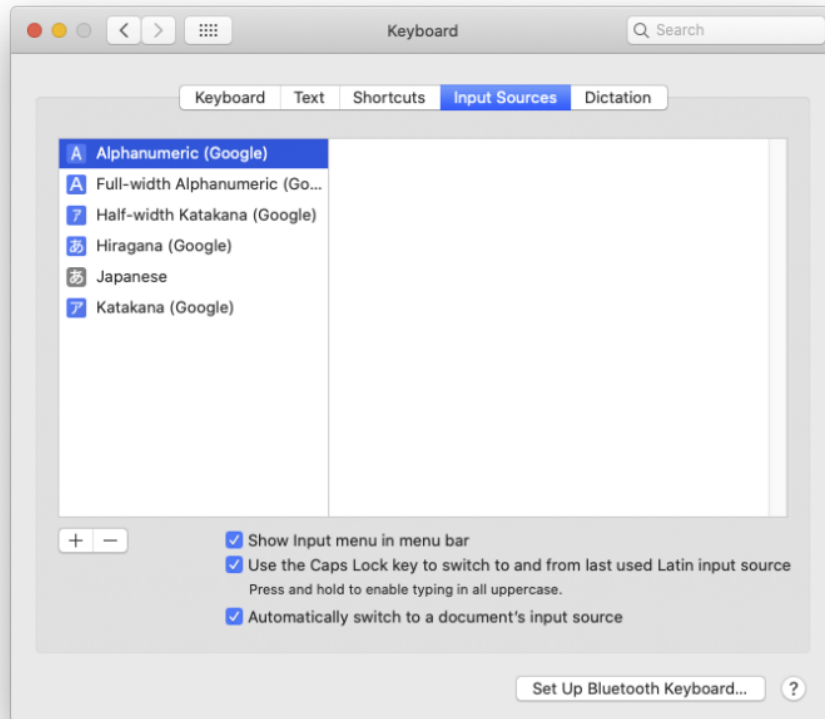 Keyboard
Search
Keyboard Text Shortcuts Input Sources Dictation
A Alphanumeric (Google)
A Full-width Alphanumeric (Go...
ア Half-width Katakana (Google)
あ Hiragana (Google)
あ Japanese
ア Katakana (Google)
+ −
Show Input menu in menu bar
Use the Caps Lock key to switch to and from last used Latin input source
Press and hold to enable typing in all uppercase.
Automatically switch to a document's input source
Set Up Bluetooth Keyboard... ?